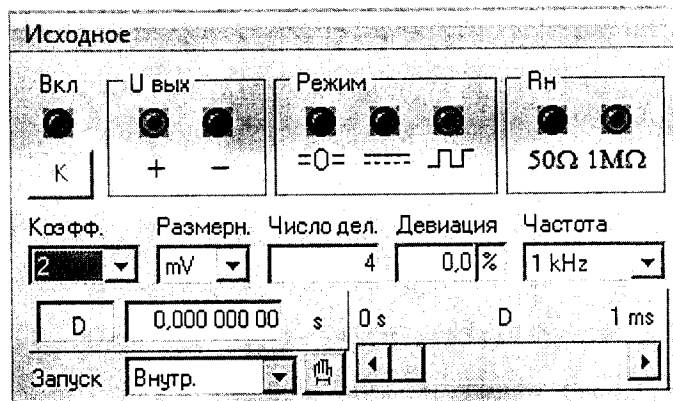 Исходное
Вкл U вых Режим Rн
K + − =0= 50Ω 1MΩ
Коэфф. Размерн. Число дел. Девиация Частота
2 mV 4 0,0 % 1 kHz
D 0,000 000 00 s 0 s D 1 ms
Запуск Внутр.